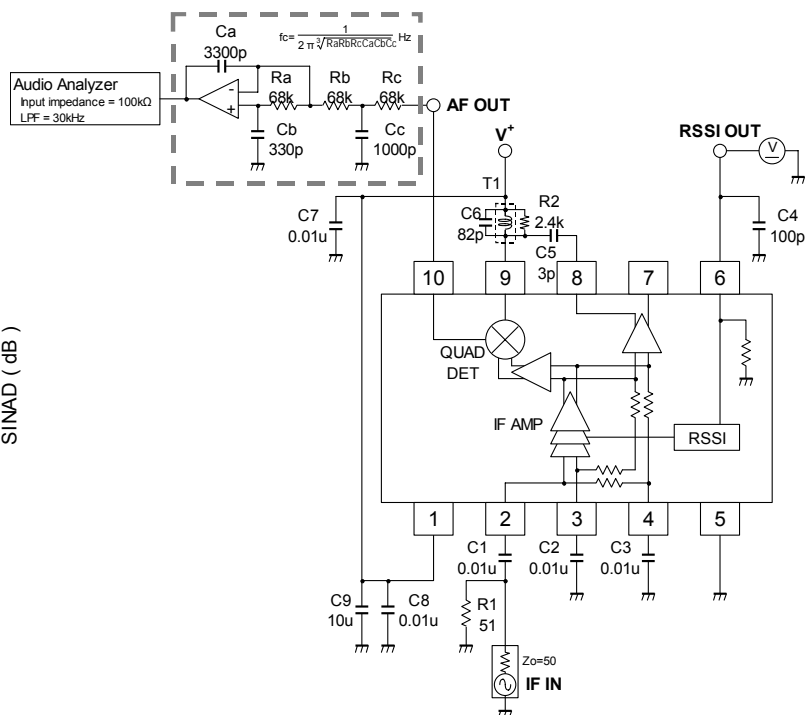 Ca
3300p
fc= 1 / 2 π ∛RaRbRcCaCbCc Hz
Audio Analyzer
Input impedance = 100kΩ
LPF = 30kHz
-
+
Ra
68k
Rb
68k
Rc
68k
AF OUT
Cb
330p
Cc
1000p
V+
RSSI OUT
V
T1
C7
0.01u
C6
82p
R2
2.4k
C5
3p
C4
100p
10
9
8
7
6
QUAD
DET
IF AMP
RSSI
SINAD ( dB )
1
2
3
4
5
C1
0.01u
C2
0.01u
C3
0.01u
C9
10u
C8
0.01u
R1
51
Zo=50
IF IN